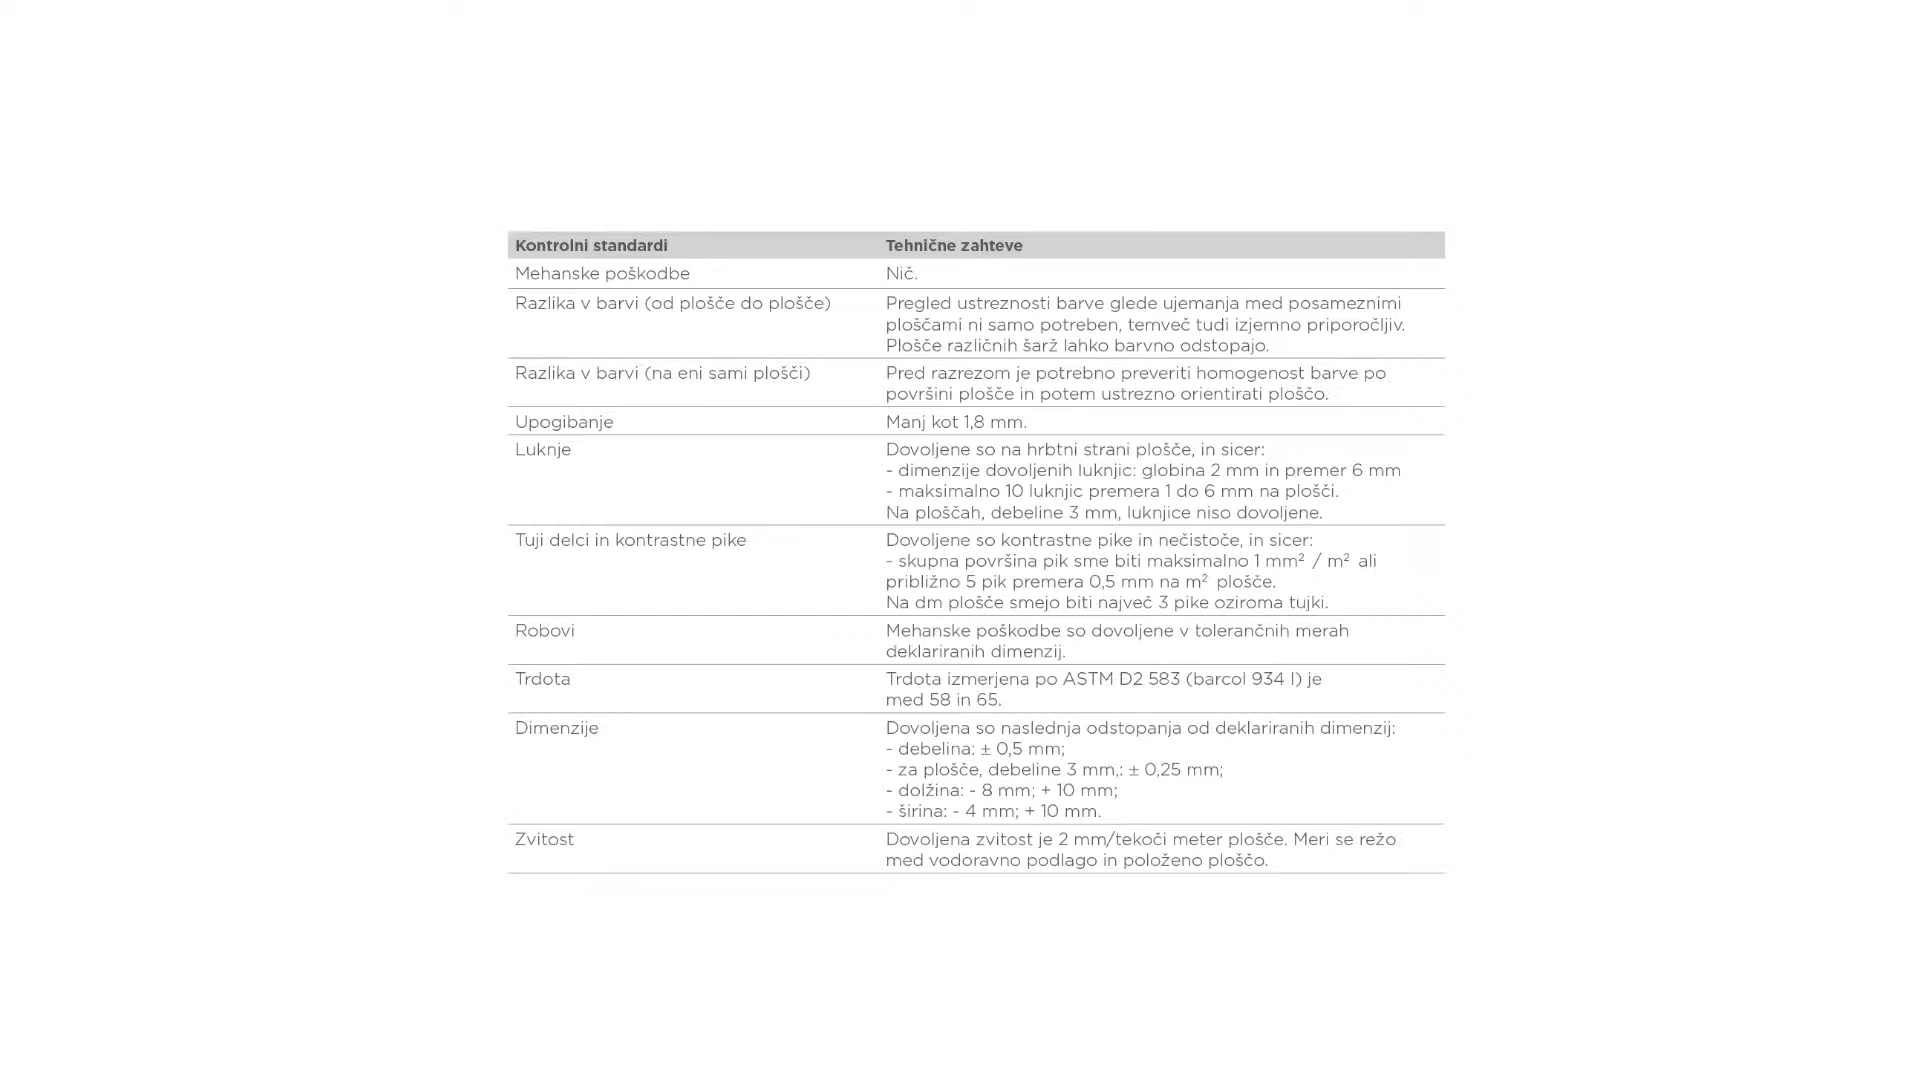 Kontrolni standardi Tehnične zahteve
Mehanske poškodbe Nič.
Razlika v barvi (od plošče do plošče) Pregled ustreznosti barve glede ujemanja med posameznimi
ploščami ni samo potreben, temveč tudi izjemno priporočljiv.
Plošče različnih šarž lahko barvno odstopajo.
Razlika v barvi (na eni sami plošči) Pred razrezom je potrebno preveriti homogenost barve po
površini plošče in potem ustrezno orientirati ploščo.
Upogibanje Manj kot 1,8 mm.
Luknje Dovoljene so na hrbtni strani plošče, in sicer:
- dimenzije dovoljenih luknjic: globina 2 mm in premer 6 mm
- maksimalno 10 luknjic premera 1 do 6 mm na plošči.
Na ploščah, debeline 3 mm, luknjice niso dovoljene.
Tuji delci in kontrastne pike Dovoljene so kontrastne pike in nečistoče, in sicer:
- skupna površina pik sme biti maksimalno 1 mm² / m² ali
približno 5 pik premera 0,5 mm na m² plošče.
Na dm plošče smejo biti največ 3 pike oziroma tujki.
Robovi Mehanske poškodbe so dovoljene v tolerančnih merah
deklariranih dimenzij.
Trdota Trdota izmerjena po ASTM D2 583 (barcol 934 I) je
med 58 in 65.
Dimenzije Dovoljena so naslednja odstopanja od deklariranih dimenzij:
- debelina: ± 0,5 mm;
- za plošče, debeline 3 mm,: ± 0,25 mm;
- dolžina: - 8 mm; + 10 mm;
- širina: - 4 mm; + 10 mm.
Zvitost Dovoljena zvitost je 2 mm/tekoči meter plošče. Meri se režo
med vodoravno podlago in položeno ploščo.